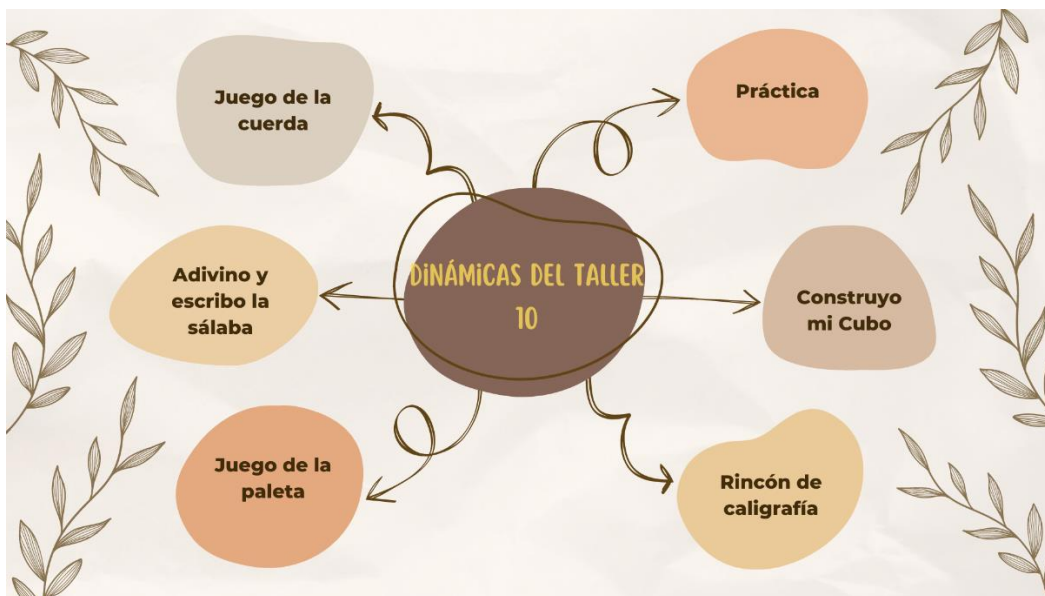 Juego de la
cuerda
Práctica
DiNÁMiCAS DEL TALLER
10
Adivino y
escribo la
sálaba
Construyo
mi Cubo
Juego de la
paleta
Rincón de
caligrafía